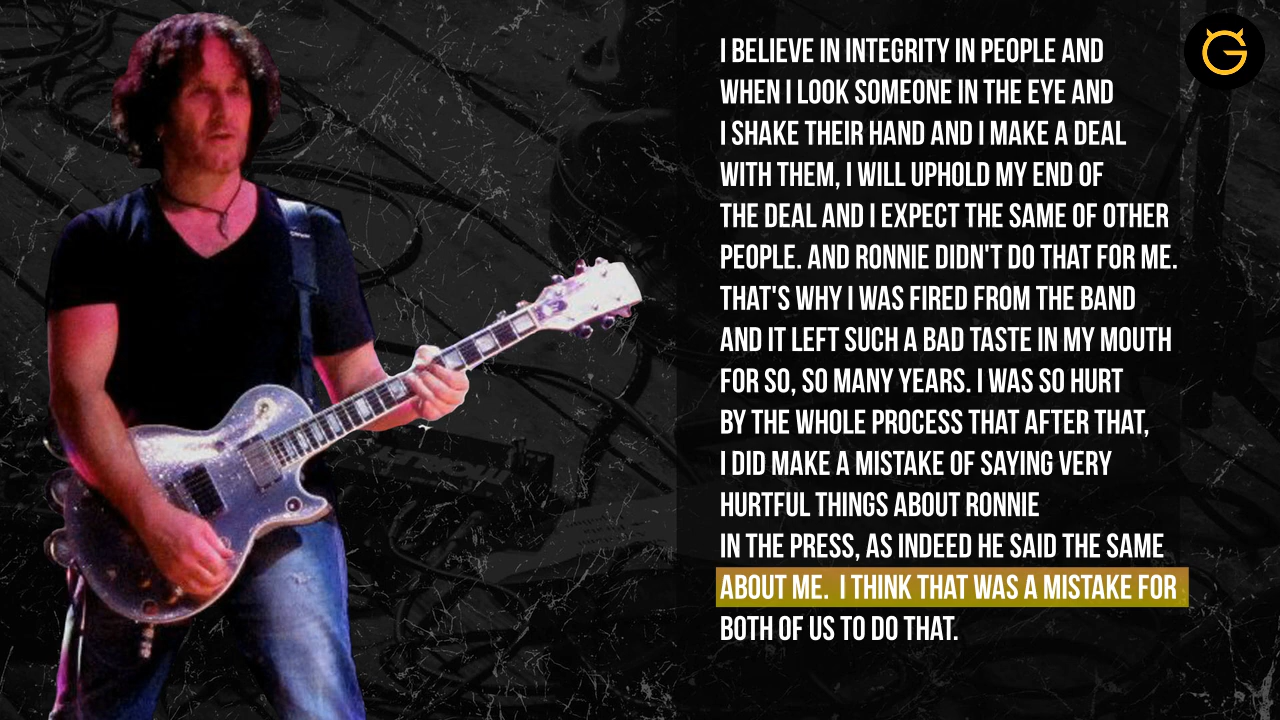 I BELIEVE IN INTEGRITY IN PEOPLE AND
WHEN I LOOK SOMEONE IN THE EYE AND
I SHAKE THEIR HAND AND I MAKE A DEAL
WITH THEM, I WILL UPHOLD MY END OF
THE DEAL AND I EXPECT THE SAME OF OTHER
PEOPLE. AND RONNIE DIDN'T DO THAT FOR ME.
THAT'S WHY I WAS FIRED FROM THE BAND
AND IT LEFT SUCH A BAD TASTE IN MY MOUTH
FOR SO, SO MANY YEARS. I WAS SO HURT
BY THE WHOLE PROCESS THAT AFTER THAT,
I DID MAKE A MISTAKE OF SAYING VERY
HURTFUL THINGS ABOUT RONNIE
IN THE PRESS, AS INDEED HE SAID THE SAME
ABOUT ME.  I THINK THAT WAS A MISTAKE FOR
BOTH OF US TO DO THAT.